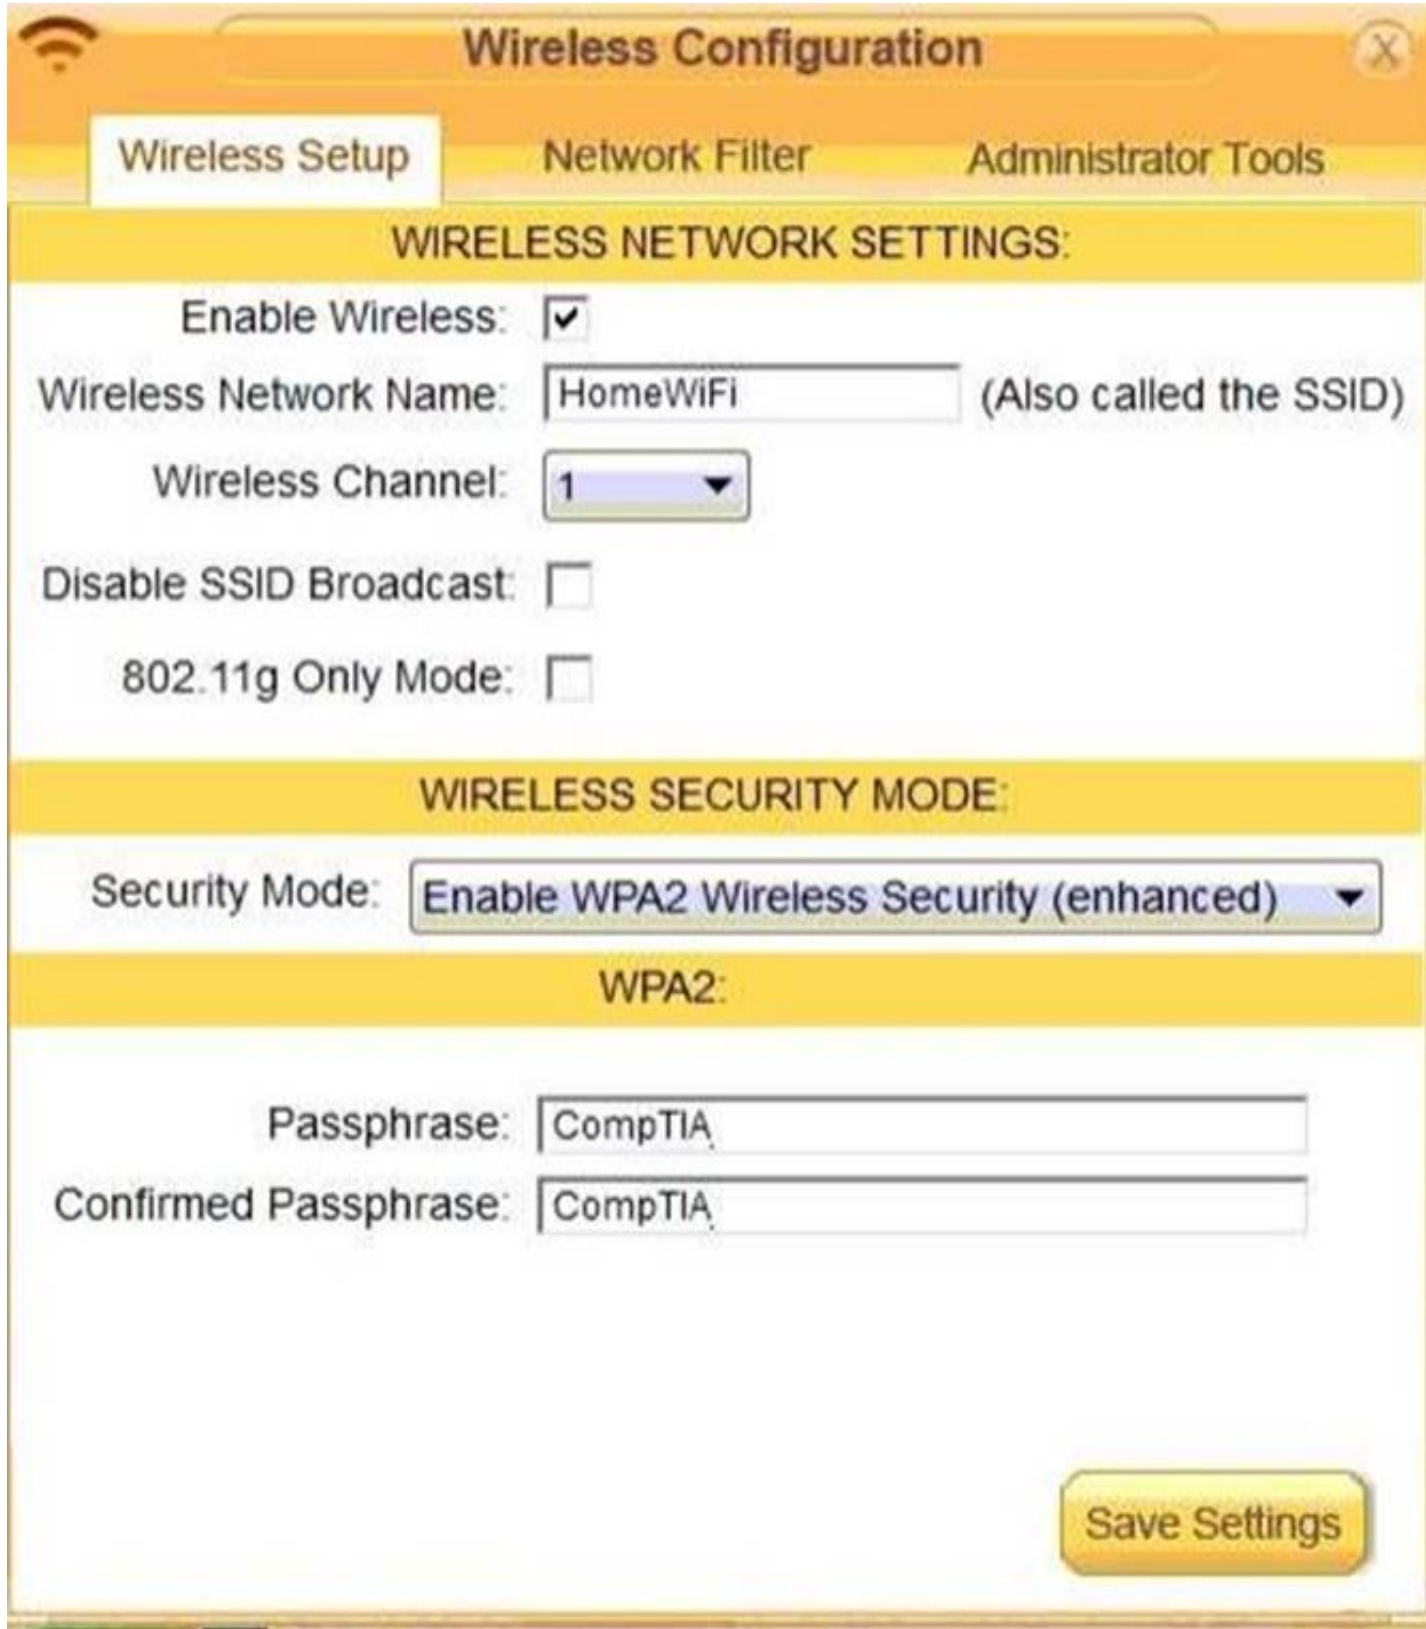 Wireless Configuration
X
Wireless Setup Network Filter Administrator Tools
WIRELESS NETWORK SETTINGS:
Enable Wireless:
Wireless Network Name: HomeWiFi (Also called the SSID)
Wireless Channel: 1
Disable SSID Broadcast:
802.11g Only Mode:
WIRELESS SECURITY MODE:
Security Mode: Enable WPA2 Wireless Security (enhanced)
WPA2:
Passphrase: CompTIA
Confirmed Passphrase: CompTIA
Save Settings